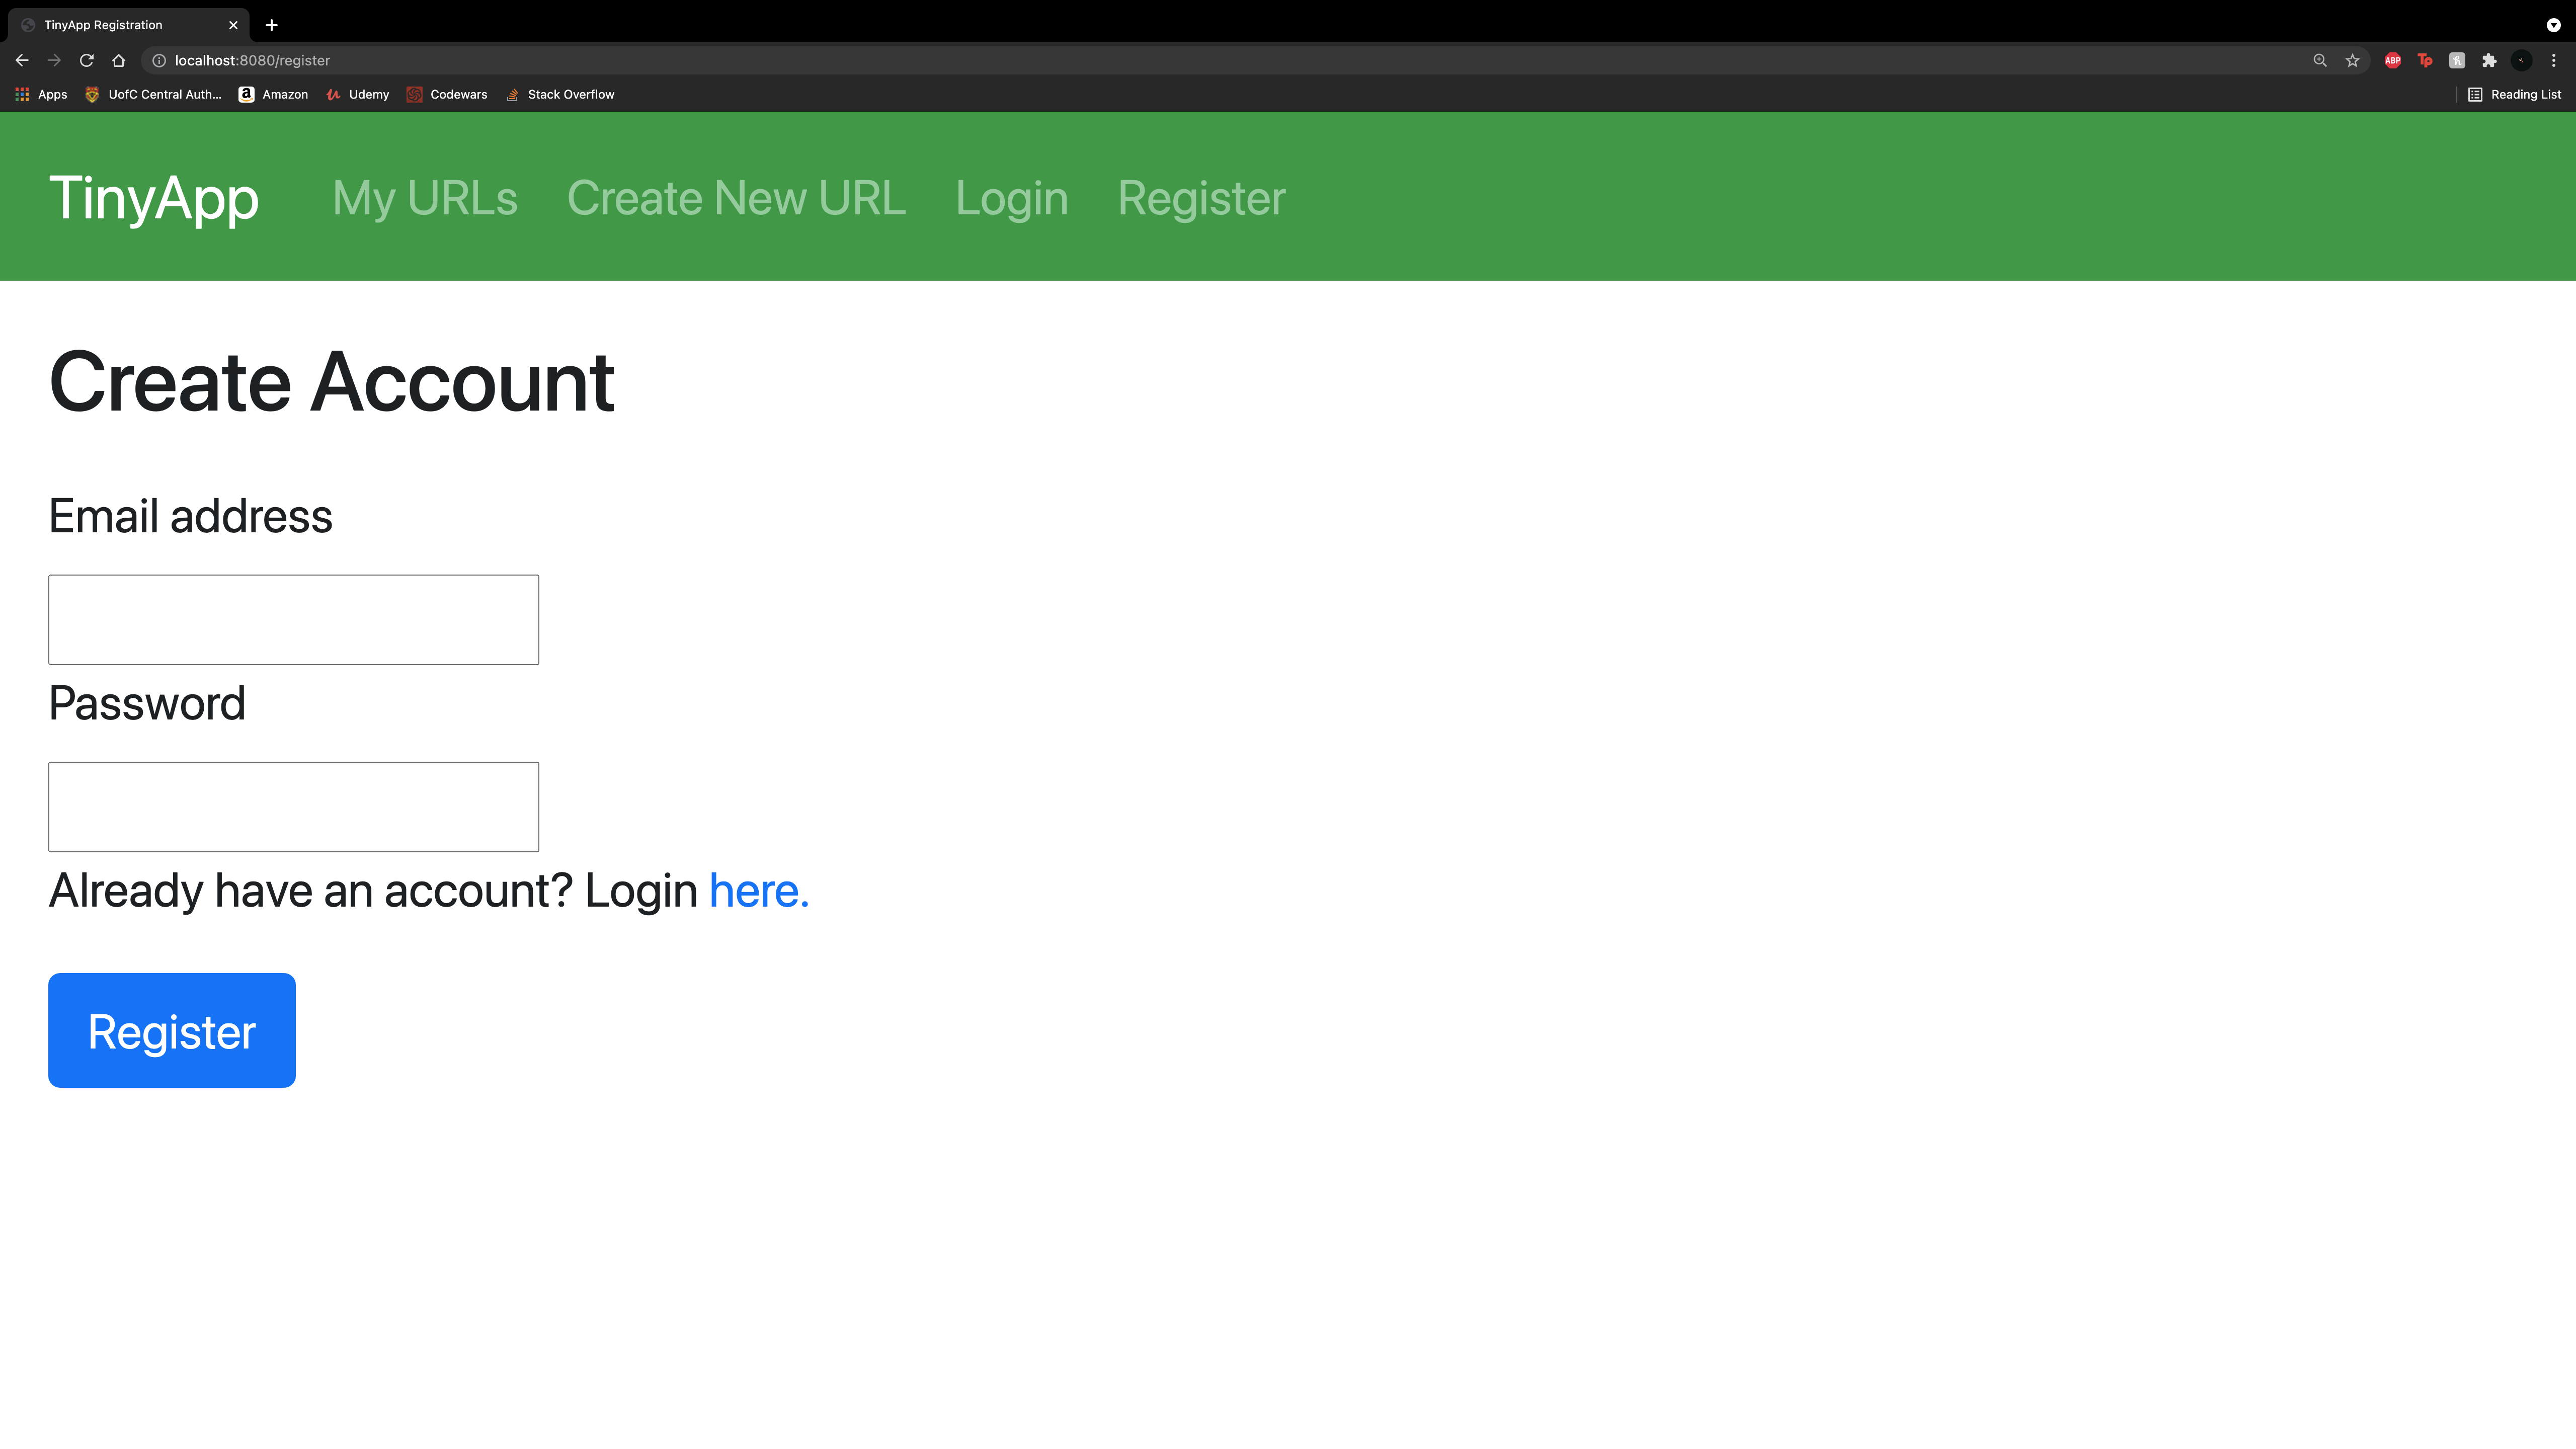 TinyApp Registration
localhost:8080/register
Apps UofC Central Auth... Amazon Udemy Codewars Stack Overflow Reading List
TinyApp My URLs Create New URL Login Register
Create Account
Email address
Password
Already have an account? Login here.
Register